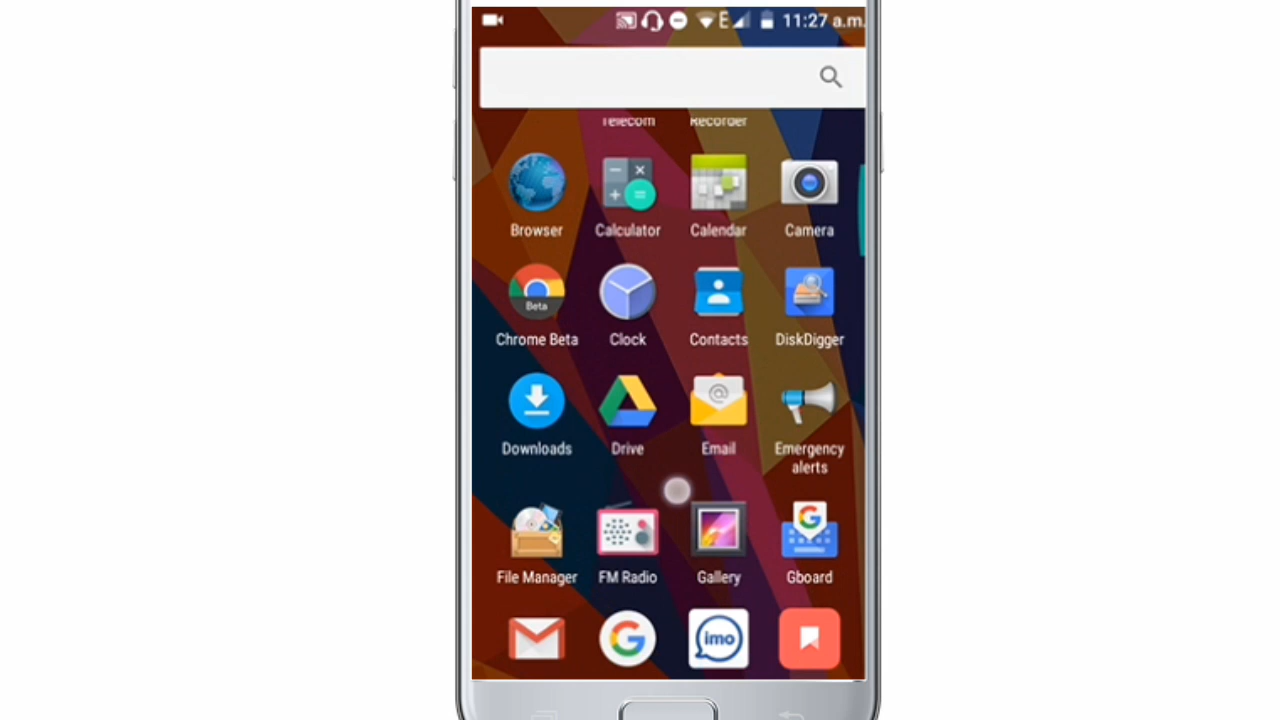 E 11:27 a.m.
Telecom Recorder
Browser Calculator Calendar Camera
Beta
Chrome Beta Clock Contacts DiskDigger
Downloads Drive Email Emergency alerts
G
File Manager FM Radio Gallery Gboard
G imo